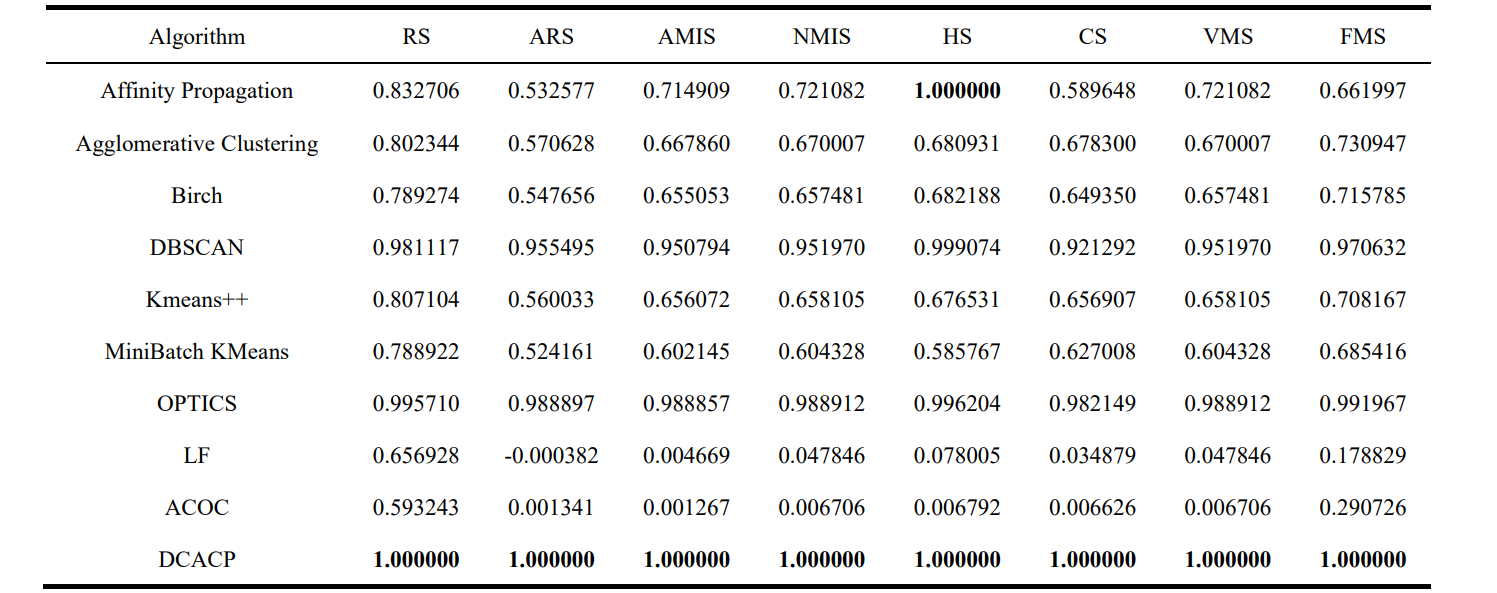 Algorithm RS ARS AMIS NMIS HS CS VMS FMS
Affinity Propagation 0.832706 0.532577 0.714909 0.721082 1.000000 0.589648 0.721082 0.661997
Agglomerative Clustering 0.802344 0.570628 0.667860 0.670007 0.680931 0.678300 0.670007 0.730947
Birch 0.789274 0.547656 0.655053 0.657481 0.682188 0.649350 0.657481 0.715785
DBSCAN 0.981117 0.955495 0.950794 0.951970 0.999074 0.921292 0.951970 0.970632
Kmeans++ 0.807104 0.560033 0.656072 0.658105 0.676531 0.656907 0.658105 0.708167
MiniBatch KMeans 0.788922 0.524161 0.602145 0.604328 0.585767 0.627008 0.604328 0.685416
OPTICS 0.995710 0.988897 0.988857 0.988912 0.996204 0.982149 0.988912 0.991967
LF 0.656928 -0.000382 0.004669 0.047846 0.078005 0.034879 0.047846 0.178829
ACOC 0.593243 0.001341 0.001267 0.006706 0.006792 0.006626 0.006706 0.290726
DCACP 1.000000 1.000000 1.000000 1.000000 1.000000 1.000000 1.000000 1.000000